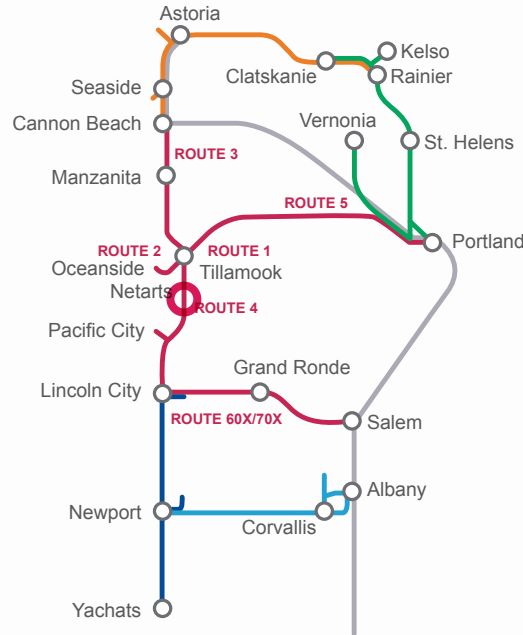 Astoria
Kelso
Clatskanie
Rainier
Seaside
Vernonia
Cannon Beach
St. Helens
ROUTE 3
Manzanita
ROUTE 5
Portland
ROUTE 2
ROUTE 1
Oceanside
Tillamook
Netarts
ROUTE 4
Pacific City
Grand Ronde
Lincoln City
ROUTE 60X/70X
Salem
Albany
Newport
Corvallis
Yachats